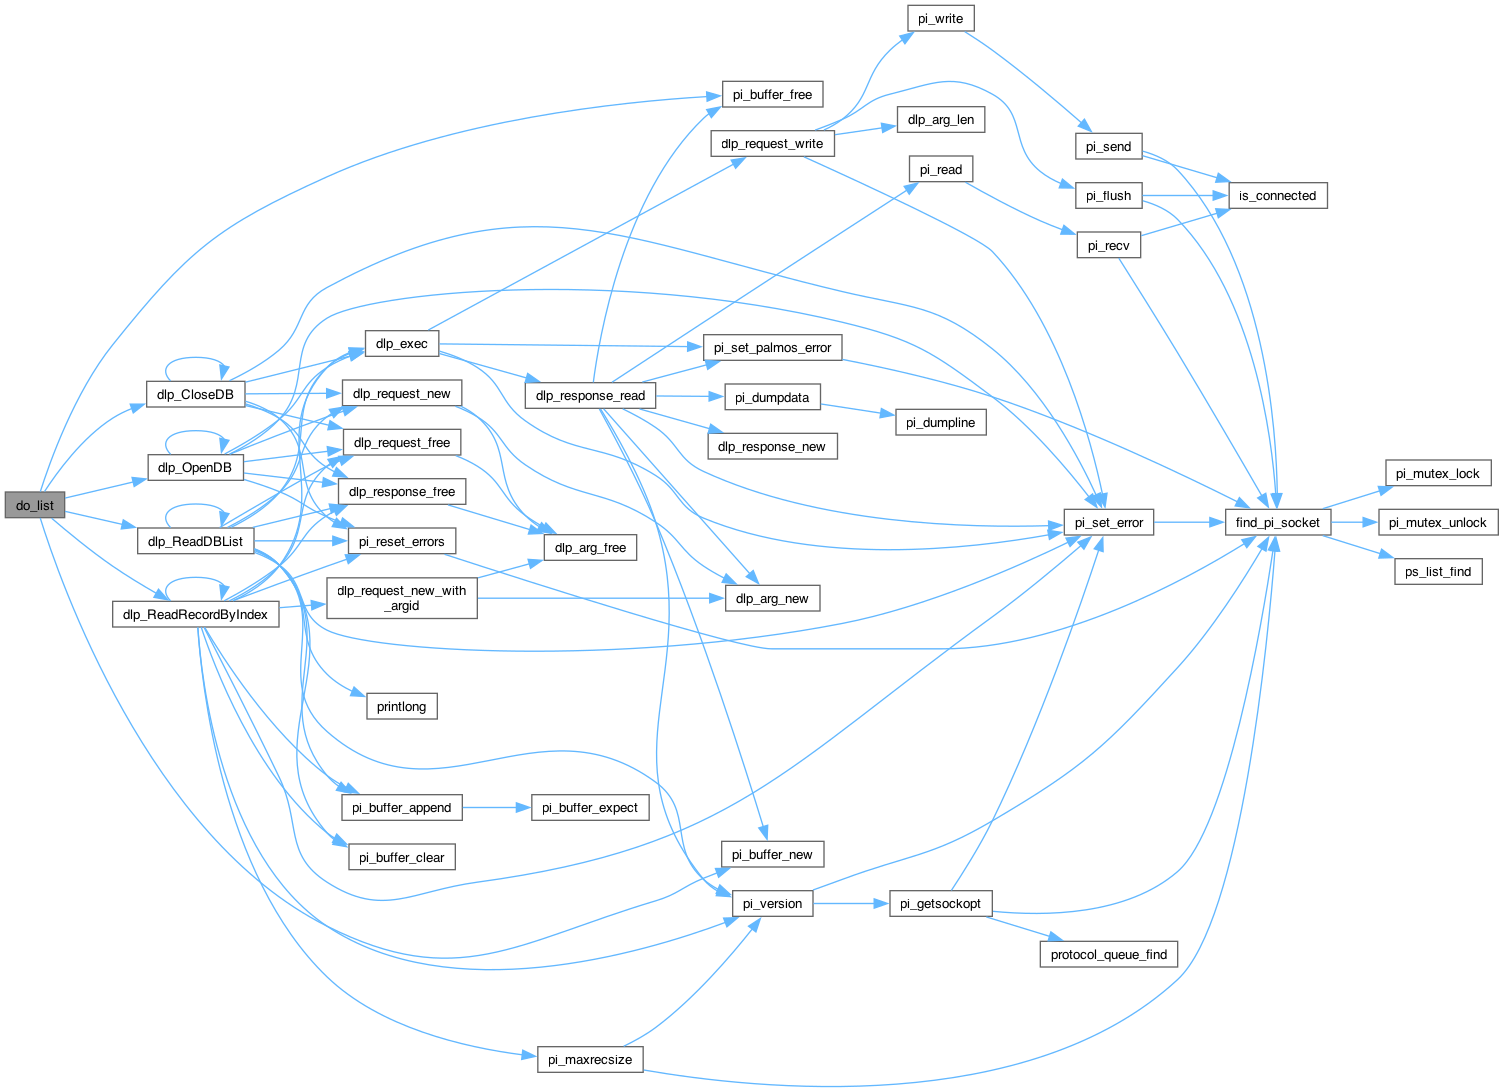 pi_write
pi_buffer_free
dlp_arg_len
dlp_request_write
pi_send
pi_read
pi_flush
is_connected
pi_recv
dlp_exec
pi_set_palmos_error
dlp_CloseDB
dlp_request_new
dlp_response_read
pi_dumpdata
pi_dumpline
dlp_request_free
dlp_response_new
dlp_OpenDB
pi_mutex_lock
dlp_response_free
do_list
pi_set_error
find_pi_socket
pi_mutex_unlock
dlp_ReadDBList
pi_reset_errors
dlp_arg_free
ps_list_find
dlp_request_new_with
_argid
dlp_arg_new
dlp_ReadRecordByIndex
printlong
pi_buffer_append
pi_buffer_expect
pi_buffer_clear
pi_buffer_new
pi_version
pi_getsockopt
protocol_queue_find
pi_maxrecsize